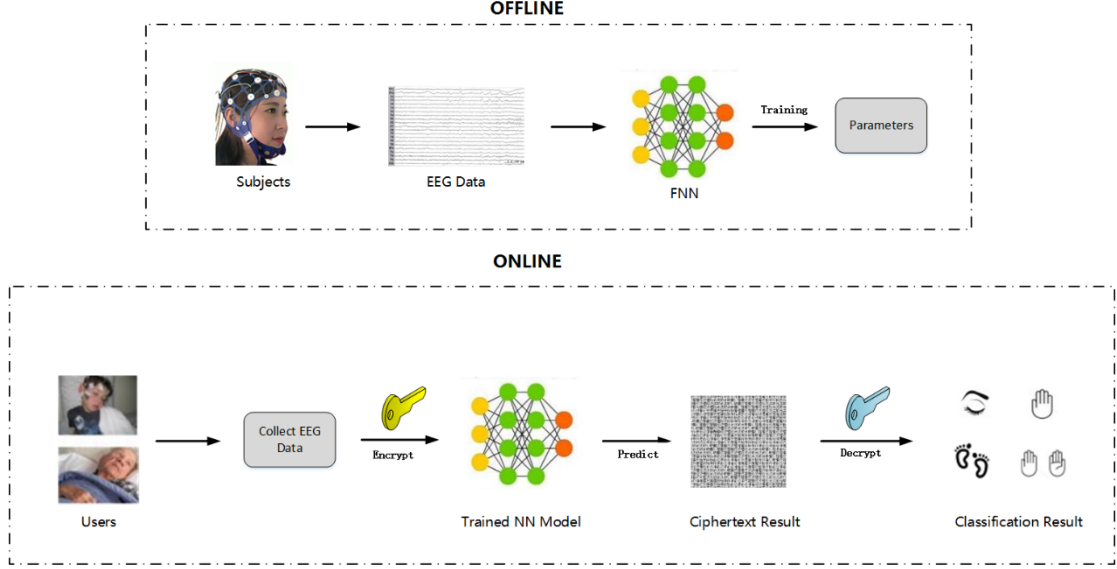 OFFLINE
Training
Parameters
Subjects
EEG Data
FNN
ONLINE
Collect EEG
Data
Encrypt
Predict
Decrypt
Users
Trained NN Model
Ciphertext Result
Classification Result